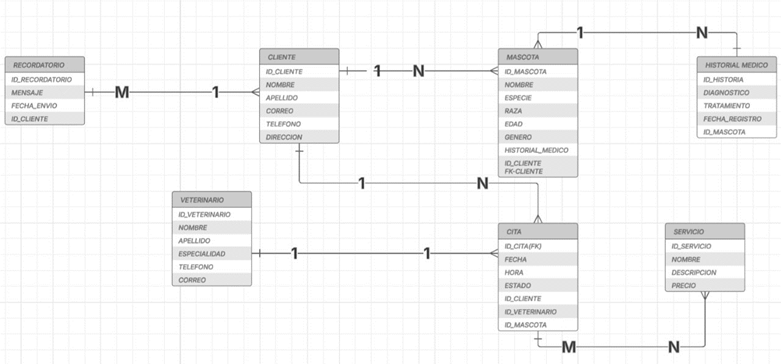 RECORDATORIO
ID_RECORDATORIO
MENSAJE
FECHA_ENVIO
ID_CLIENTE
M
1
CLIENTE
ID_CLIENTE
NOMBRE
APELLIDO
CORREO
TELEFONO
DIRECCION
1
N
MASCOTA
ID_MASCOTA
NOMBRE
ESPECIE
RAZA
EDAD
GENERO
HISTORIAL_MEDICO
ID_CLIENTE
FK-CLIENTE
1
N
HISTORIAL MEDICO
ID_HISTORIA
DIAGNOSTICO
TRATAMIENTO
FECHA_REGISTRO
ID_MASCOTA
1
N
VETERINARIO
ID_VETERINARIO
NOMBRE
APELLIDO
ESPECIALIDAD
TELEFONO
CORREO
1
1
CITA
ID_CITA(FK)
FECHA
HORA
ESTADO
ID_CLIENTE
ID_VETERINARIO
ID_MASCOTA
M
N
SERVICIO
ID_SERVICIO
NOMBRE
DESCRIPCION
PRECIO